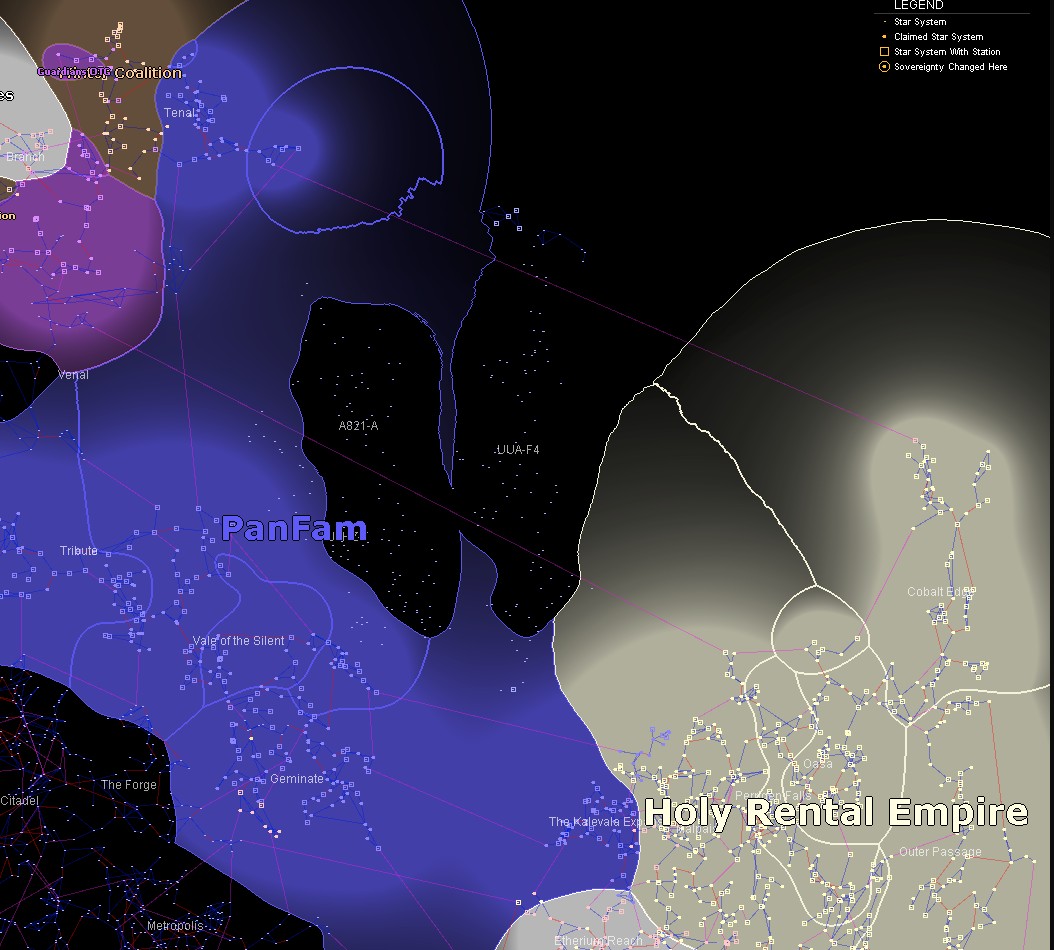 LEGEND
Star System
Claimed Star System
Star System With Station
Sovereignty Changed Here
Coalition
es
Tenal
Branch
ion
Venal
A821-A
UUA-F4
PanFam
Tribute
Cobalt Edge
Vale of the Silent
Oasa
The Forge
Geminate
Citadel
Perrigen Falls
Holy Rental Empire
The Kalevala Exp
Malpais
Outer Passage
Metropolis
Etherium Reach